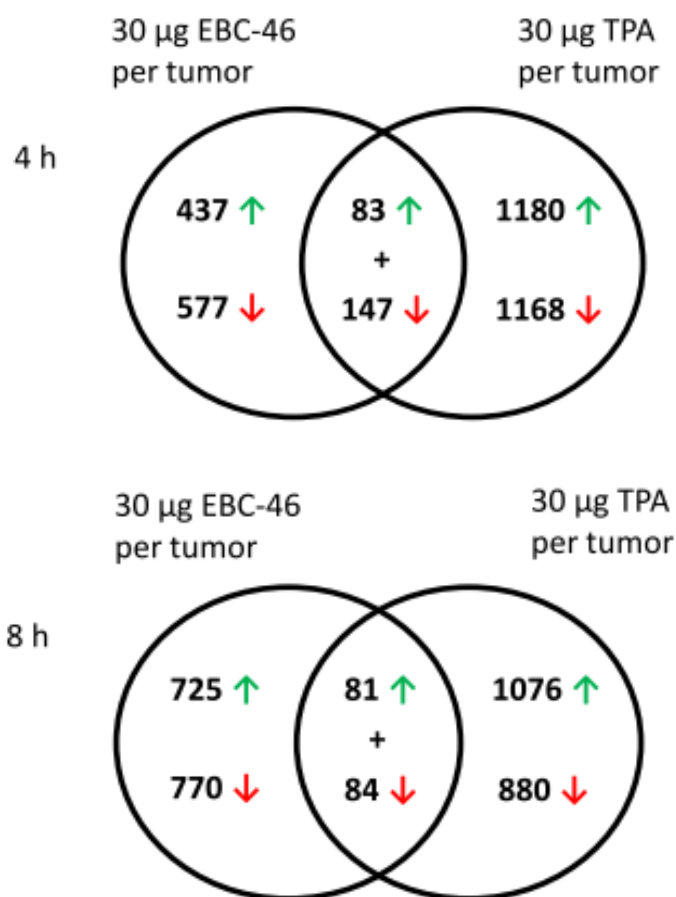 30 µg EBC-46
per tumor
30 µg TPA
per tumor
4 h
437 ↑
83 ↑
1180 ↑
+
577 ↓
147 ↓
1168 ↓
30 µg EBC-46
per tumor
30 µg TPA
per tumor
8 h
725 ↑
81 ↑
1076 ↑
+
770 ↓
84 ↓
880 ↓